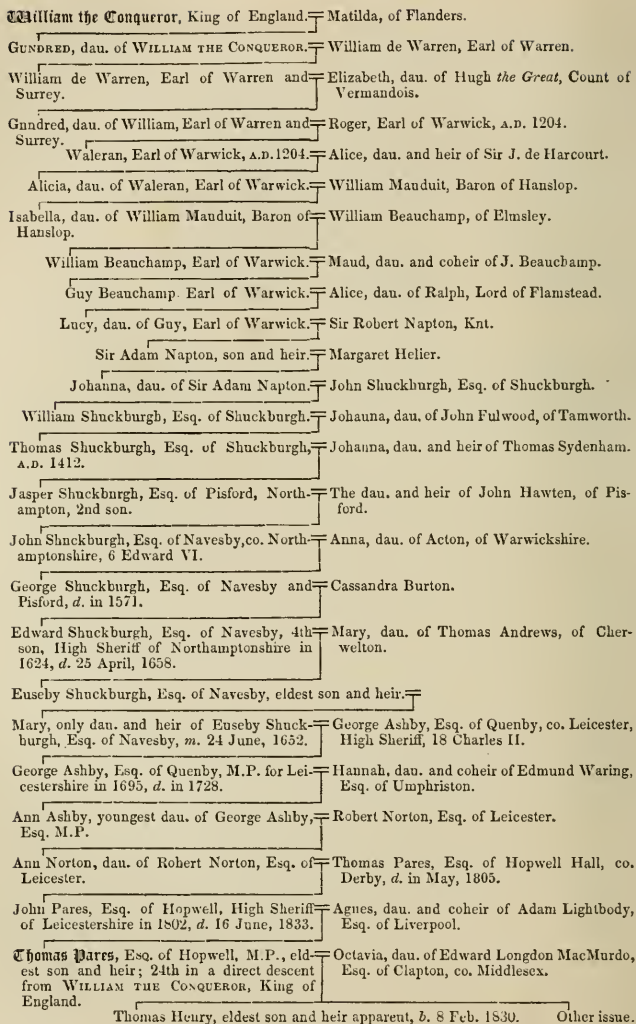 William the Conqueror, King of England. Matilda, of Flanders.
GUNDRED, dau. of WILLIAM THE CONQUEROR. William de Warren, Earl of Warren.
William de Warren, Earl of Warren and Elizabeth, dau. of Hugh the Great, Count of
Surrey. Vermandois.
Gundred, dau. of William, Earl of Warren and Roger, Earl of Warwick, A.D. 1204.
Surrey.
Waleran, Earl of Warwick, A.D. 1204. Alice, dau. and heir of Sir J. de Harcourt.
Alicia, dau. of Waleran, Earl of Warwick. William Mauduit, Baron of Hanslop.
Isabella, dau. of William Mauduit, Baron of William Beauchamp, of Elmsley.
Hanslop.
William Beauchamp, Earl of Warwick. Maud, dau. and coheir of J. Beauchamp.
Guy Beauchamp Earl of Warwick. Alice, dau. of Ralph, Lord of Flamstead.
Lucy, dau. of Guy, Earl of Warwick. Sir Robert Napton, Knt.
Sir Adam Napton, son and heir. Margaret Helier.
Johanna, dau. of Sir Adam Napton. John Shuckburgh, Esq. of Shuckburgh.
William Shuckburgh, Esq. of Shuckburgh. Johauna, dau. of John Fulwood, of Tamworth.
Thomas Shuckburgh, Esq. of Shuckburgh, Johanna, dau. and heir of Thomas Sydenham.
A.D. 1412.
Jasper Shuckburgh, Esq. of Pisford, North- The dau. and heir of John Hawten, of Pis-
ampton, 2nd son. ford.
John Shuckburgh, Esq. of Navesby, co. North- Anna, dau. of Acton, of Warwickshire.
amptonshire, 6 Edward VI.
George Shuckburgh, Esq. of Navesby and Cassandra Burton.
Pisford, d. in 1571.
Edward Shuckburgh, Esq. of Navesby, 4th Mary, dau. of Thomas Andrews, of Cher-
son, High Sheriff of Northamptonshire in welton.
1624, d. 25 April, 1658.
Euseby Shuckburgh, Esq. of Navesby, eldest son and heir.
Mary, only dau. and heir of Euseby Shuck- George Ashby, Esq. of Quenby, co. Leicester,
burgh, Esq. of Navesby, m. 24 June, 1652. High Sheriff, 18 Charles II.
George Ashby, Esq. of Quenby, M.P. for Lei- Hannah, dau. and coheir of Edmund Waring,
cestershire in 1695, d. in 1728. Esq. of Umphriston.
Ann Ashby, youngest dau. of George Ashby, Robert Norton, Esq. of Leicester.
Esq. M.P.
Ann Norton, dau. of Robert Norton, Esq. of Thomas Pares, Esq. of Hopwell Hall, co.
Leicester. Derby, d. in May, 1805.
John Pares, Esq. of Hopwell, High Sheriff Agnes, dau. and coheir of Adam Lightbody,
of Leicestershire in 1802, d. 16 June, 1833. Esq. of Liverpool.
Thomas Pares, Esq. of Hopwell, M.P., eld- Octavia, dau. of Edward Longdon MacMurdo,
est son and heir; 24th in a direct descent Esq. of Clapton, co. Middlesex.
from WILLIAM THE CONQUEROR, King of
England.
Thomas Henry, eldest son and heir apparent, b. 8 Feb. 1830. Other issue.